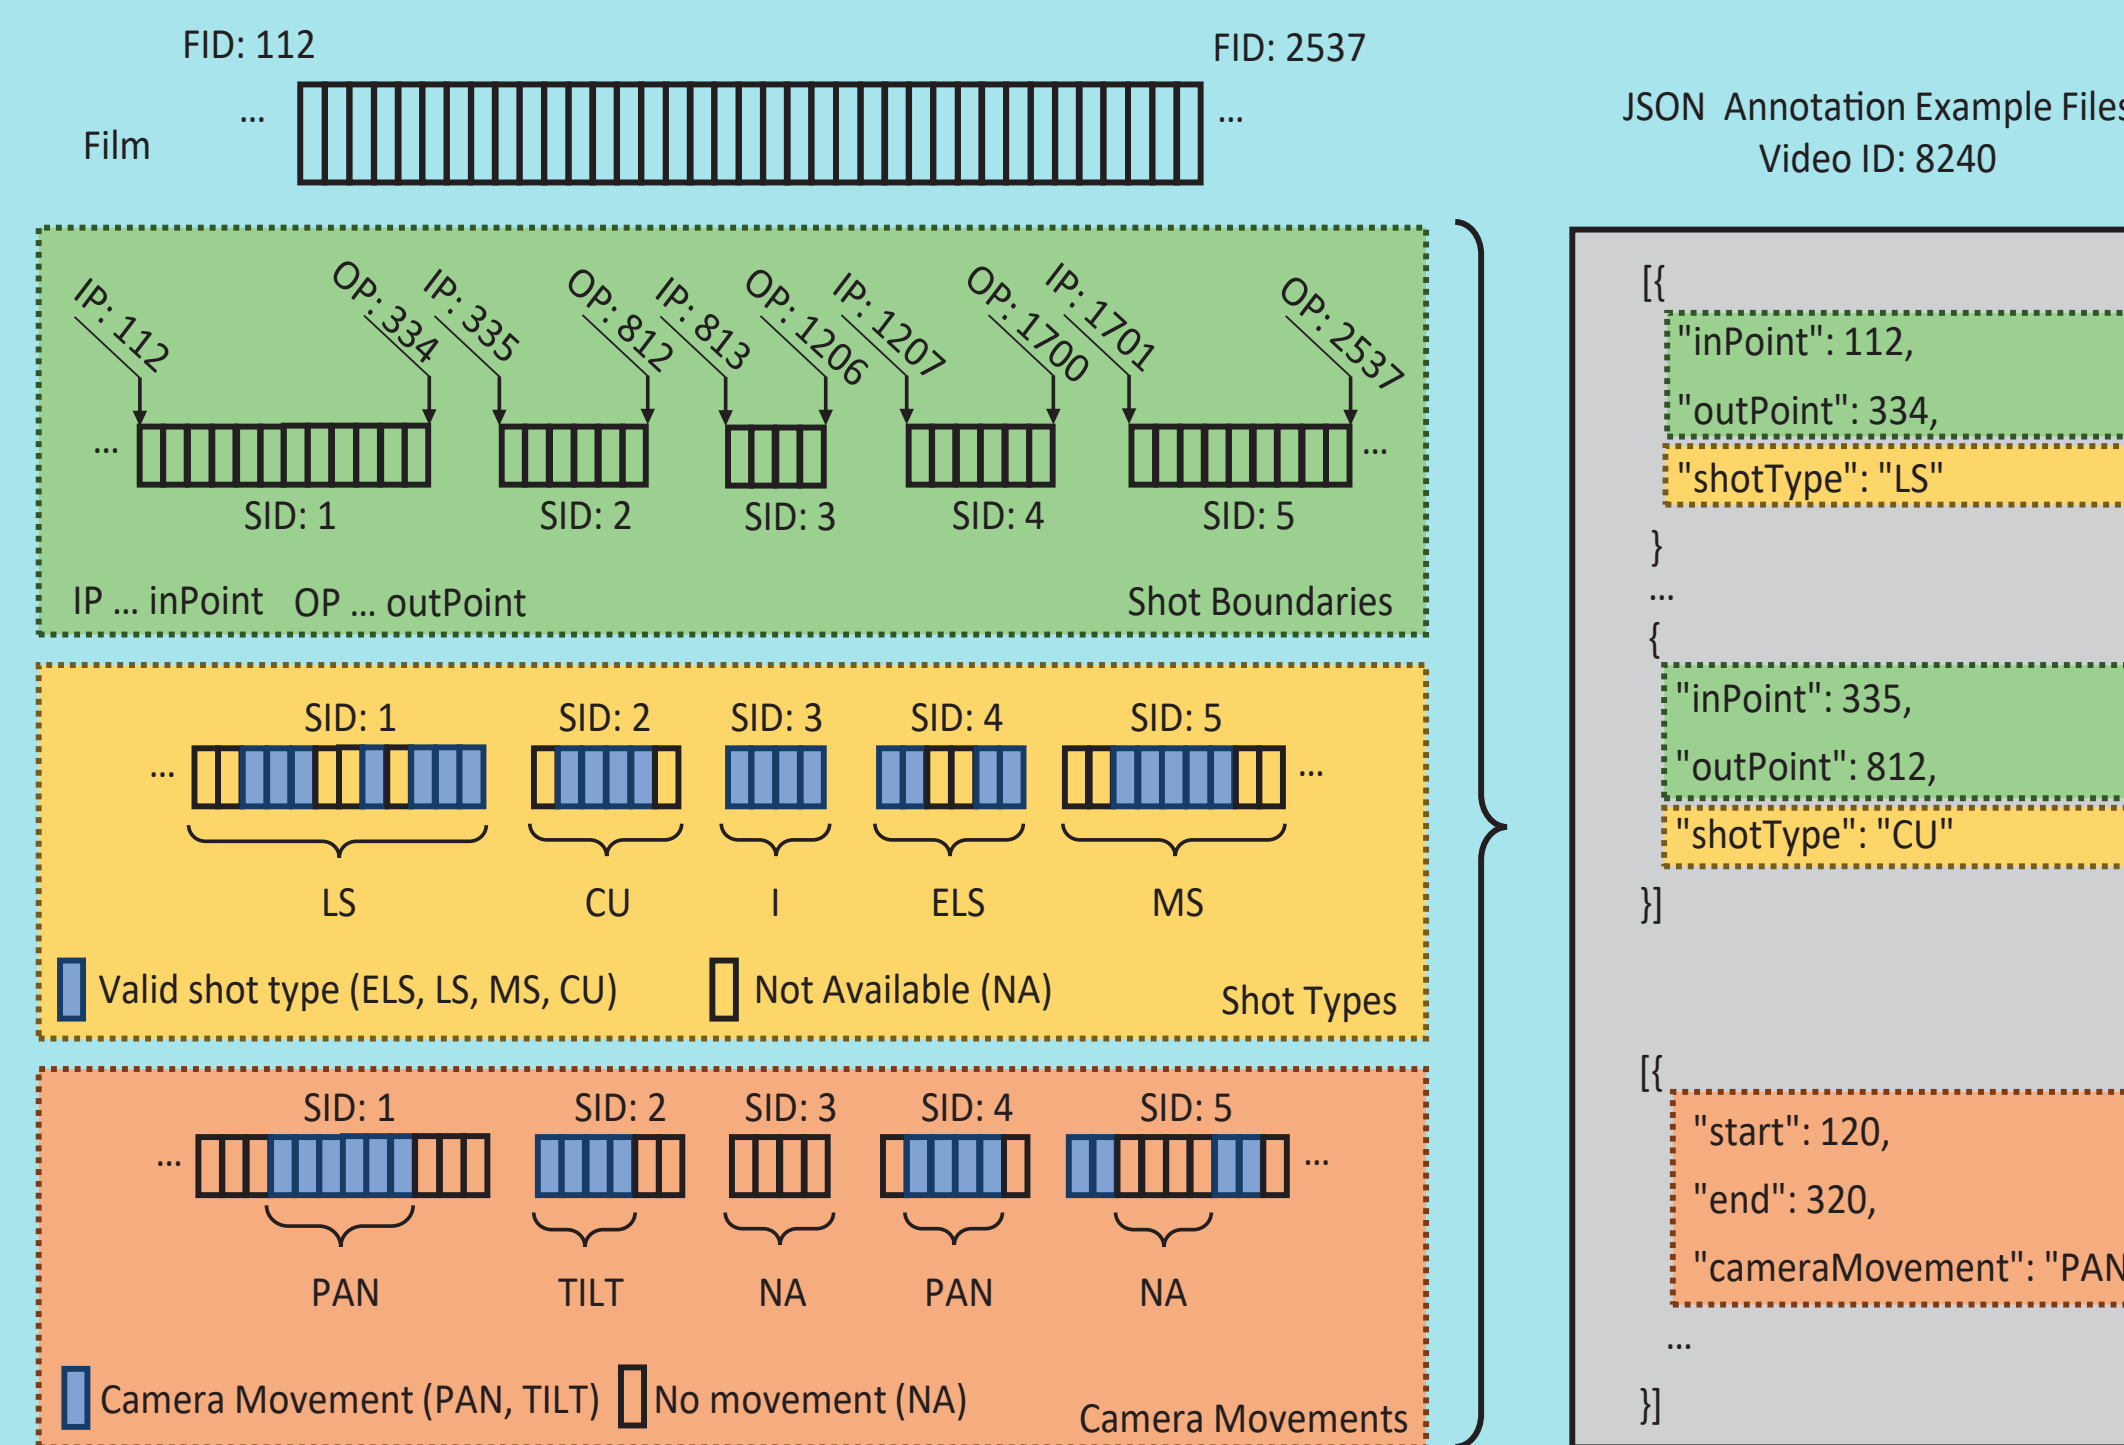 FID: 112
FID: 2537
...
...
Film
IP: 112
OP: 334
IP: 335
OP: 812
IP: 813
OP: 1206
IP: 1207
OP: 1700
IP: 1701
OP: 2537
...
...
SID: 1
SID: 2
SID: 3
SID: 4
SID: 5
IP ... inPoint OP ... outPoint
Shot Boundaries
SID: 1
SID: 2
SID: 3
SID: 4
SID: 5
...
...
LS
CU
I
ELS
MS
Valid shot type (ELS, LS, MS, CU)
Not Available (NA)
Shot Types
SID: 1
SID: 2
SID: 3
SID: 4
SID: 5
...
...
PAN
TILT
NA
PAN
NA
Camera Movement (PAN, TILT)
No movement (NA)
Camera Movements
JSON Annotation Example Files
Video ID: 8240
[{
"inPoint": 112,
"outPoint": 334,
"shotType": "LS"
}
...
{
"inPoint": 335,
"outPoint": 812,
"shotType": "CU"
}]
[{
"start": 120,
"end": 320,
"cameraMovement": "PAN
...
}]